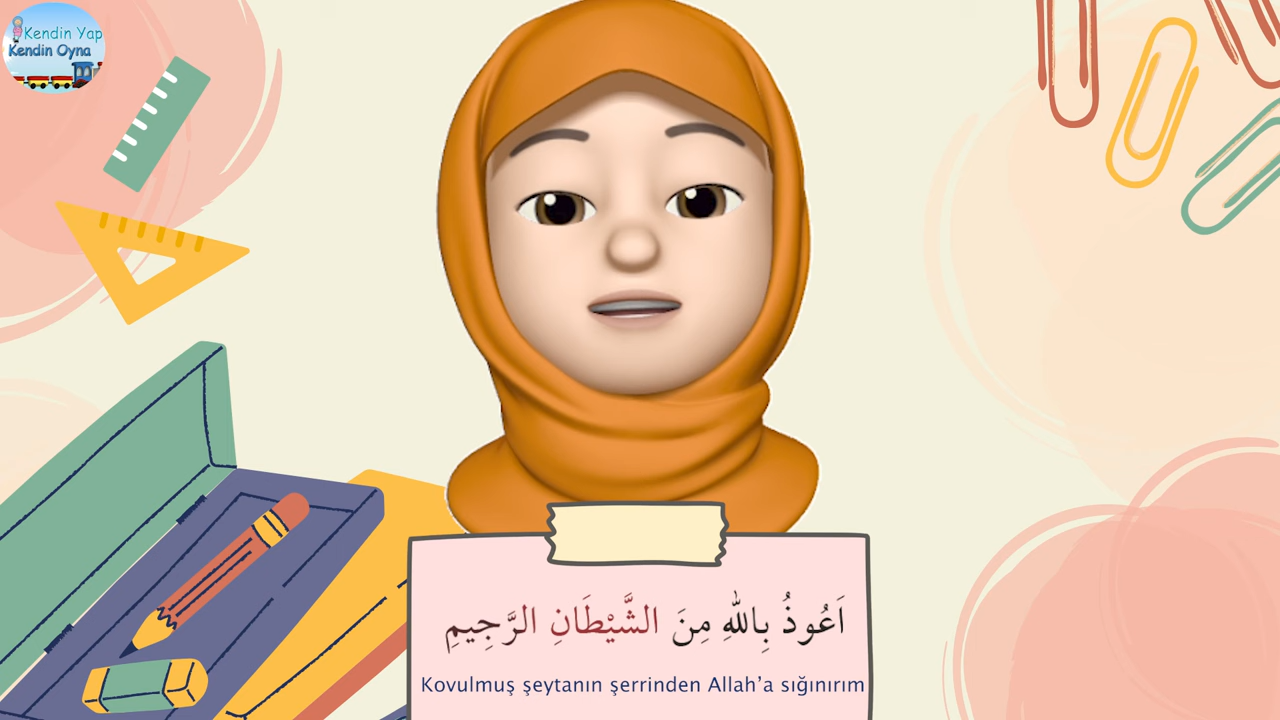 Kendin Yap
Kendin Oyna
اَعُوذُ بِاللّٰهِ مِنَ الشَّيْطَانِ الرَّجِيمِ
Kovulmuş şeytanın şerrinden Allah’a sığınırım